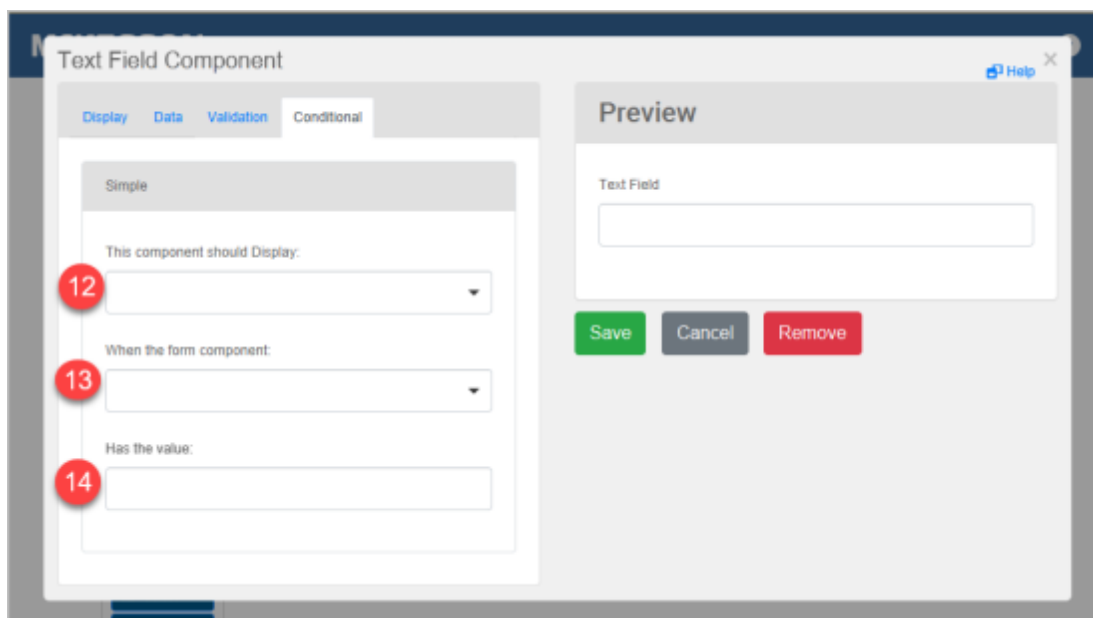 Text Field Component
Help
Display Data Validation Conditional
Simple
This component should Display:
12
When the form component:
13
Has the value:
14
Preview
Text Field
Save Cancel Remove